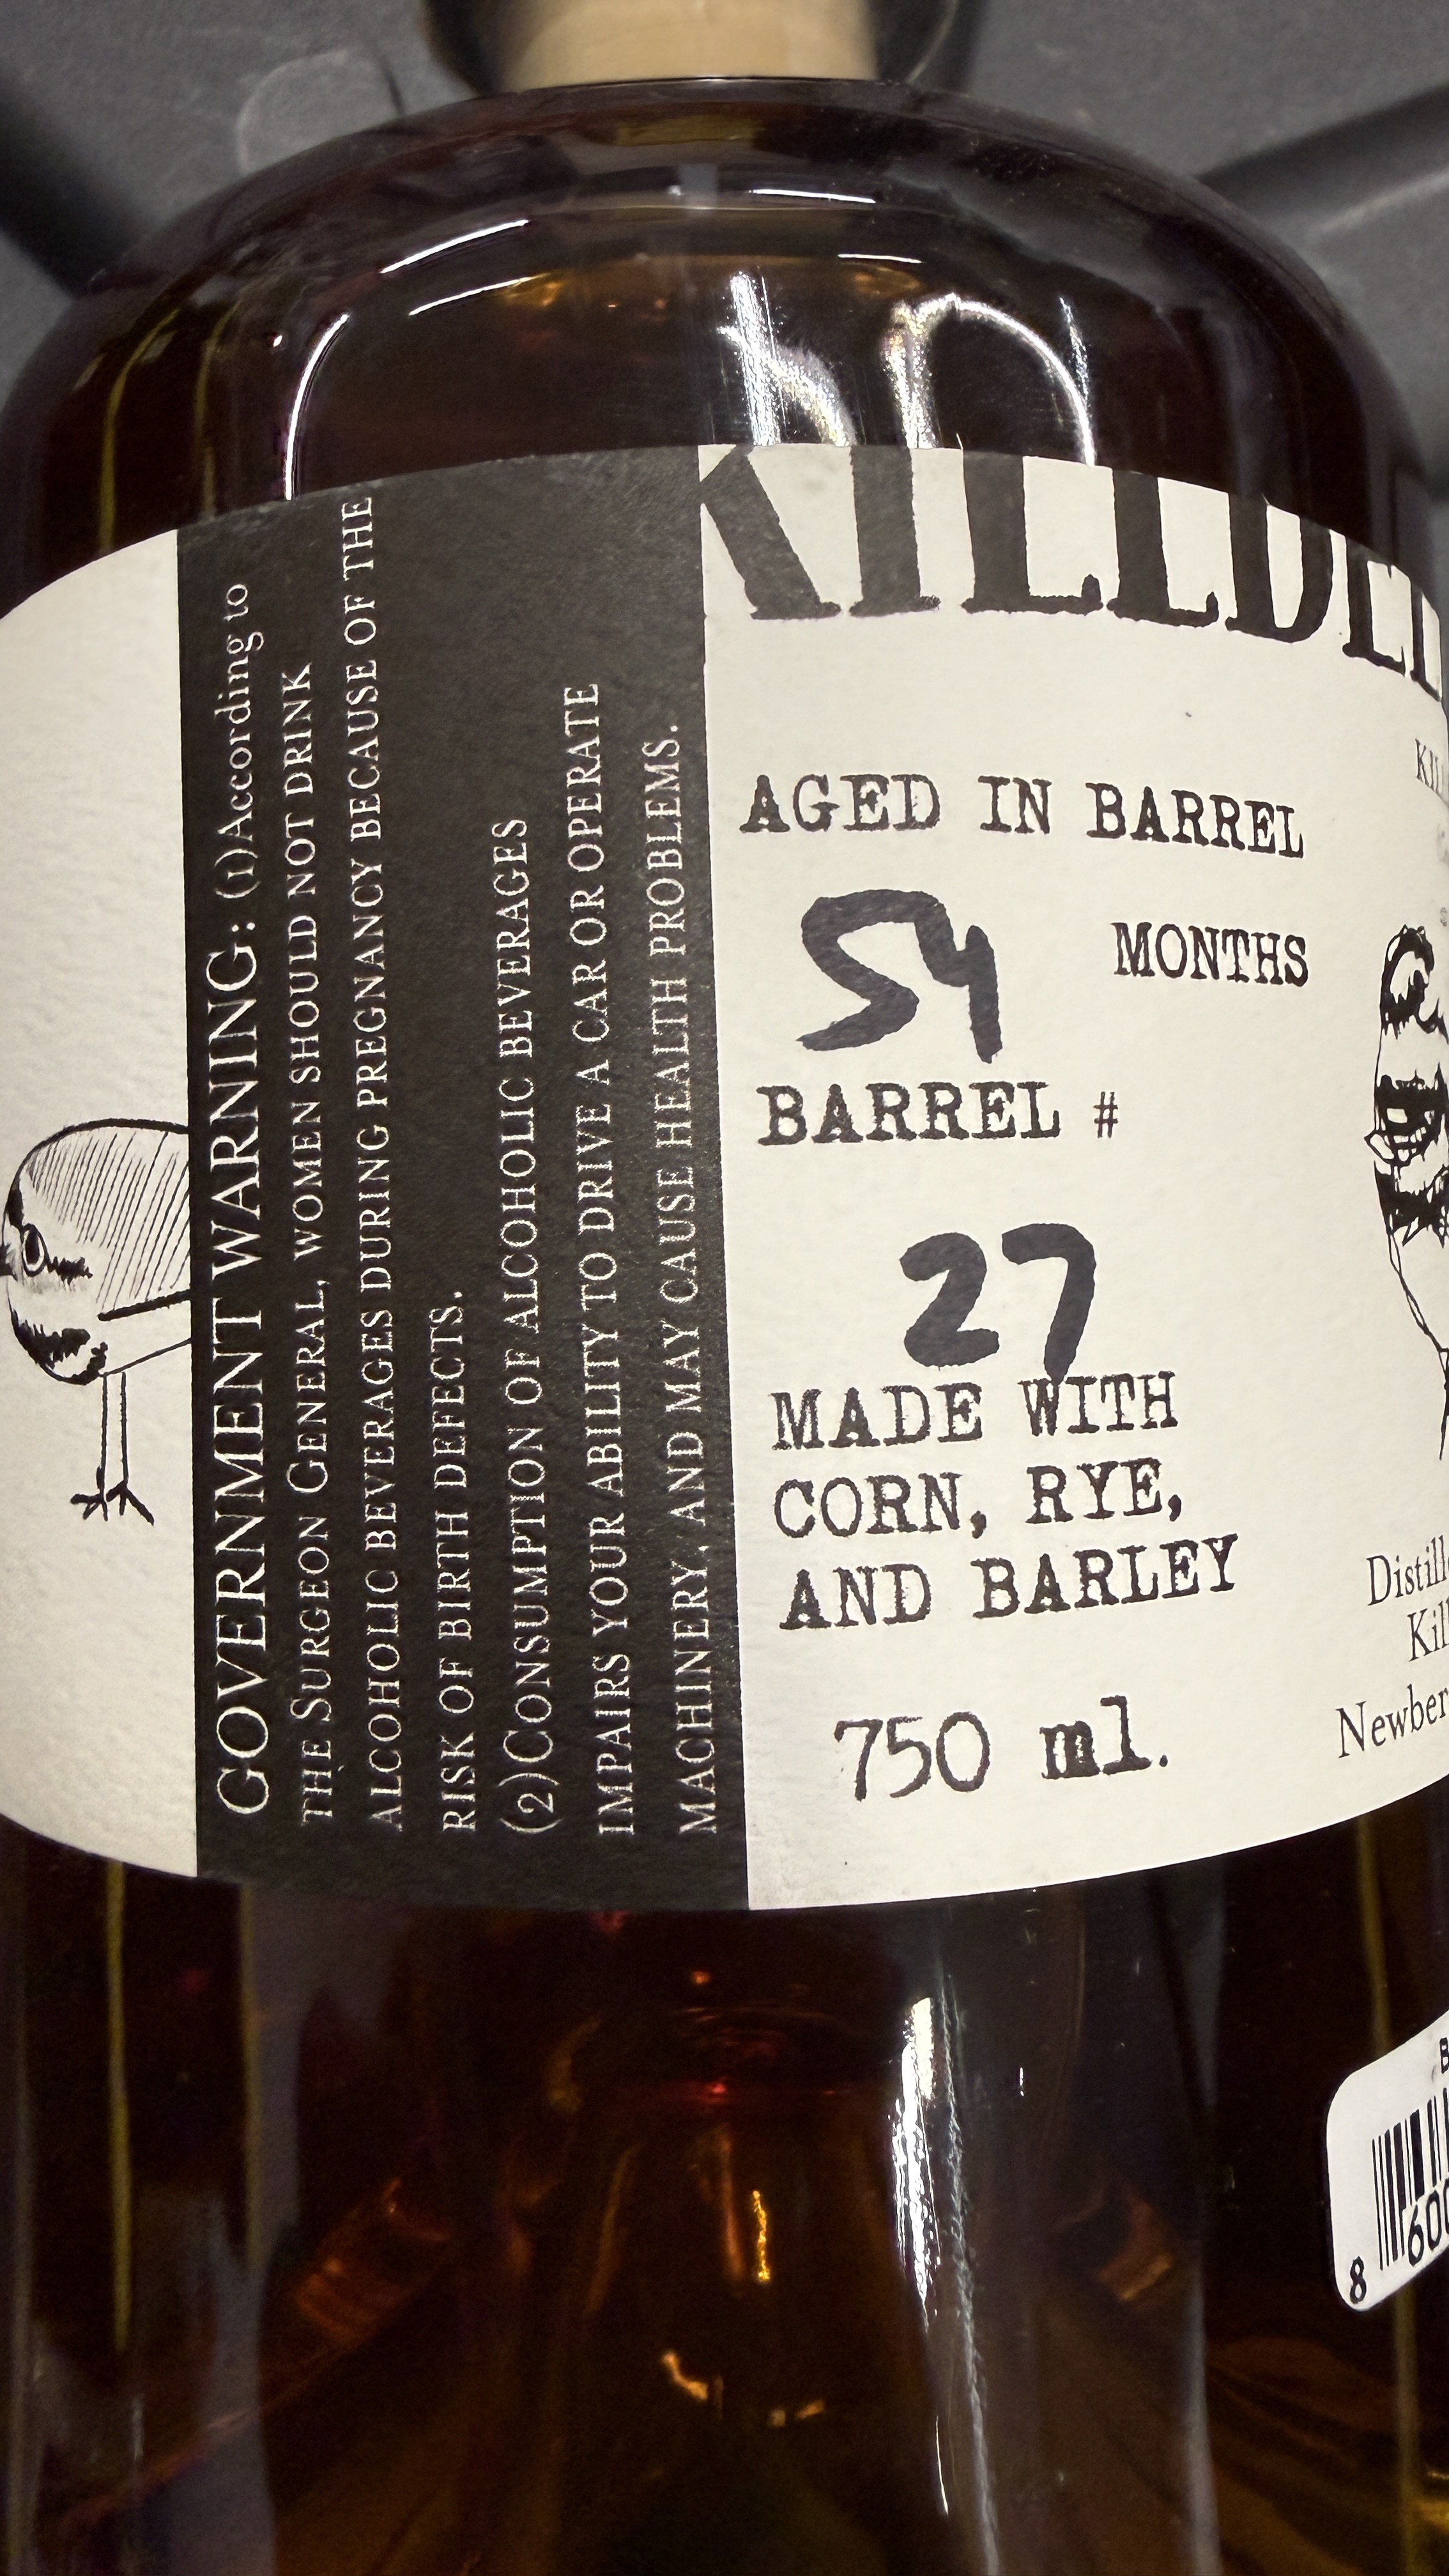 GOVERNMENT WARNING: (1)According to
THE SURGEON GENERAL, WOMEN SHOULD NOT DRINK
ALCOHOLIC BEVERAGES DURING PREGNANCY BECAUSE OF THE
RISK OF BIRTH DEFECTS.
(2)CONSUMPTION OF ALCOHOLIC BEVERAGES
IMPAIRS YOUR ABILITY TO DRIVE A CAR OR OPERATE
MACHINERY, AND MAY CAUSE HEALTH PROBLEMS.
AGED IN BARREL
54 MONTHS
BARREL #
27
MADE WITH
CORN, RYE,
AND BARLEY
750 ml.
8